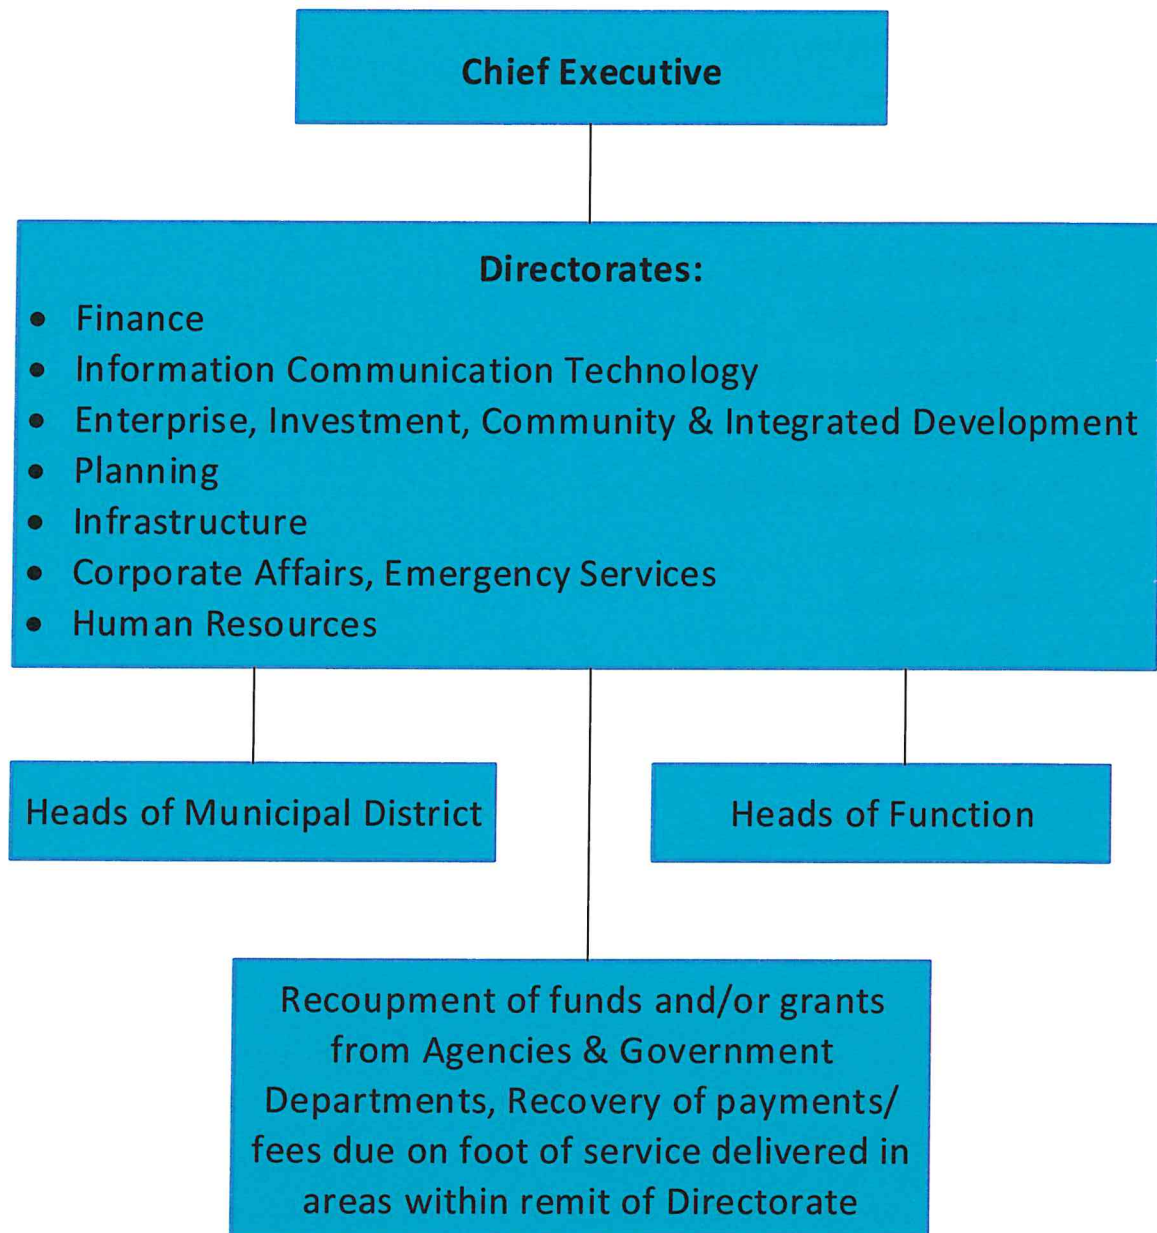 Chief Executive
Directorates:
• Finance
• Information Communication Technology
• Enterprise, Investment, Community & Integrated Development
• Planning
• Infrastructure
• Corporate Affairs, Emergency Services
• Human Resources
Heads of Municipal District
Heads of Function
Recoupment of funds and/or grants
from Agencies & Government
Departments, Recovery of payments/
fees due on foot of service delivered in
areas within remit of Directorate